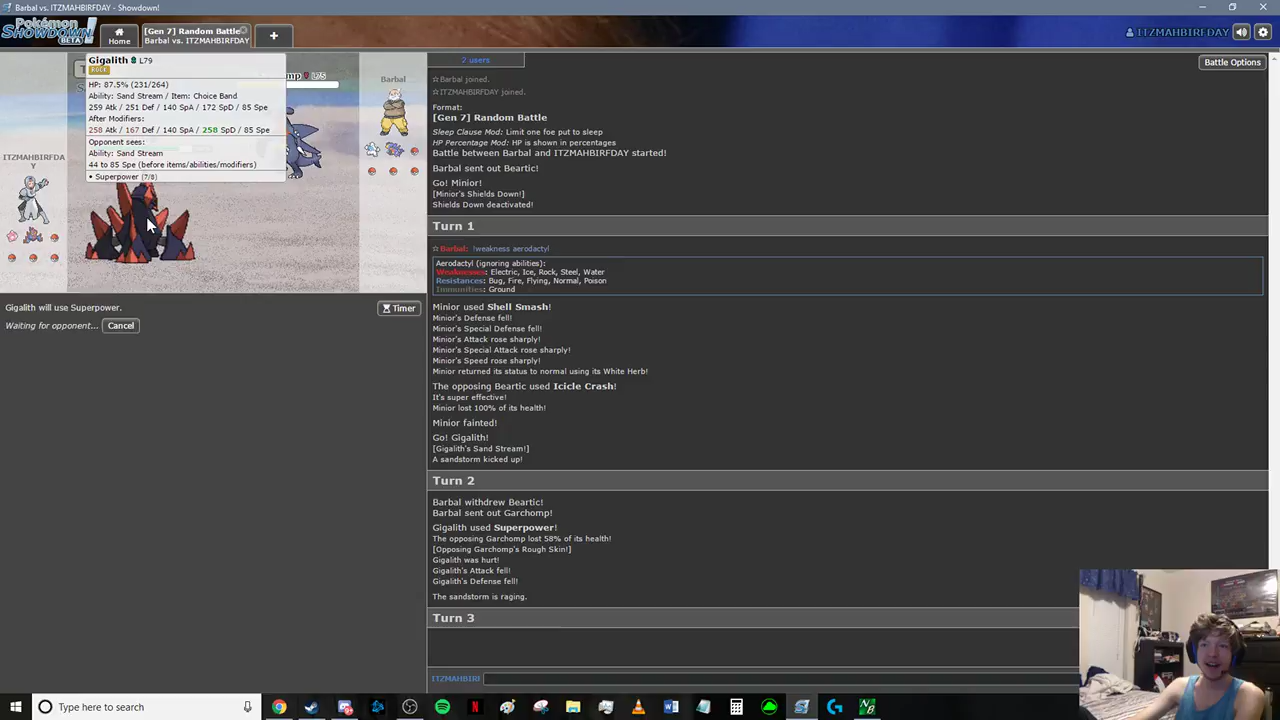 Barbal vs. ITZMAHBIRFDAY - Showdown!
Pokémon
SHOWDOWN!
BETA
Home
[Gen 7] Random Battle
Barbal vs. ITZMAHBIRFDAY
ITZMAHBIRFDAY
Gigalith L79
ROCK
HP: 87.5% (231/264)
Ability: Sand Stream / Item: Choice Band
259 Atk / 251 Def / 140 SpA / 172 SpD / 85 Spe
After Modifiers:
258 Atk / 167 Def / 140 SpA / 258 SpD / 85 Spe
Opponent sees:
Ability: Sand Stream
44 to 85 Spe (before items/abilities/modifiers)
• Superpower (7/8)
mp L75
Barbal
ITZMAHBIRFDA
Y
Gigalith will use Superpower.
Waiting for opponent... Cancel
Timer
2 users
Battle Options
☆Barbal joined.
☆ITZMAHBIRFDAY joined.
Format:
[Gen 7] Random Battle
Sleep Clause Mod: Limit one foe put to sleep
HP Percentage Mod: HP is shown in percentages
Battle between Barbal and ITZMAHBIRFDAY started!
Barbal sent out Beartic!
Go! Minior!
[Minior's Shields Down!]
Shields Down deactivated!
Turn 1
☆Barbal: !weakness aerodactyl
Aerodactyl (ignoring abilities):
Weaknesses: Electric, Ice, Rock, Steel, Water
Resistances: Bug, Fire, Flying, Normal, Poison
Immunities: Ground
Minior used Shell Smash!
Minior's Defense fell!
Minior's Special Defense fell!
Minior's Attack rose sharply!
Minior's Special Attack rose sharply!
Minior's Speed rose sharply!
Minior returned its status to normal using its White Herb!
The opposing Beartic used Icicle Crash!
It's super effective!
Minior lost 100% of its health!
Minior fainted!
Go! Gigalith!
[Gigalith's Sand Stream!]
A sandstorm kicked up!
Turn 2
Barbal withdrew Beartic!
Barbal sent out Garchomp!
Gigalith used Superpower!
The opposing Garchomp lost 58% of its health!
[Opposing Garchomp's Rough Skin!]
Gigalith was hurt!
Gigalith's Attack fell!
Gigalith's Defense fell!
The sandstorm is raging.
Turn 3
ITZMAHBIRI
Type here to search